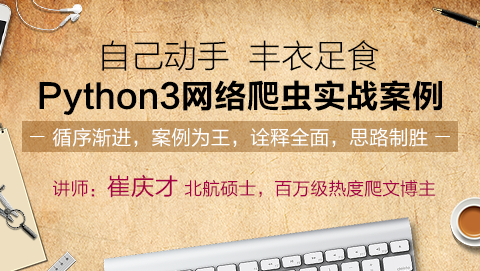 自己动手 丰衣足食
Python3网络爬虫实战案例
— 循序渐进，案例为王，诠释全面，思路制胜 —
讲师：崔庆才 北航硕士，百万级热度爬文博主